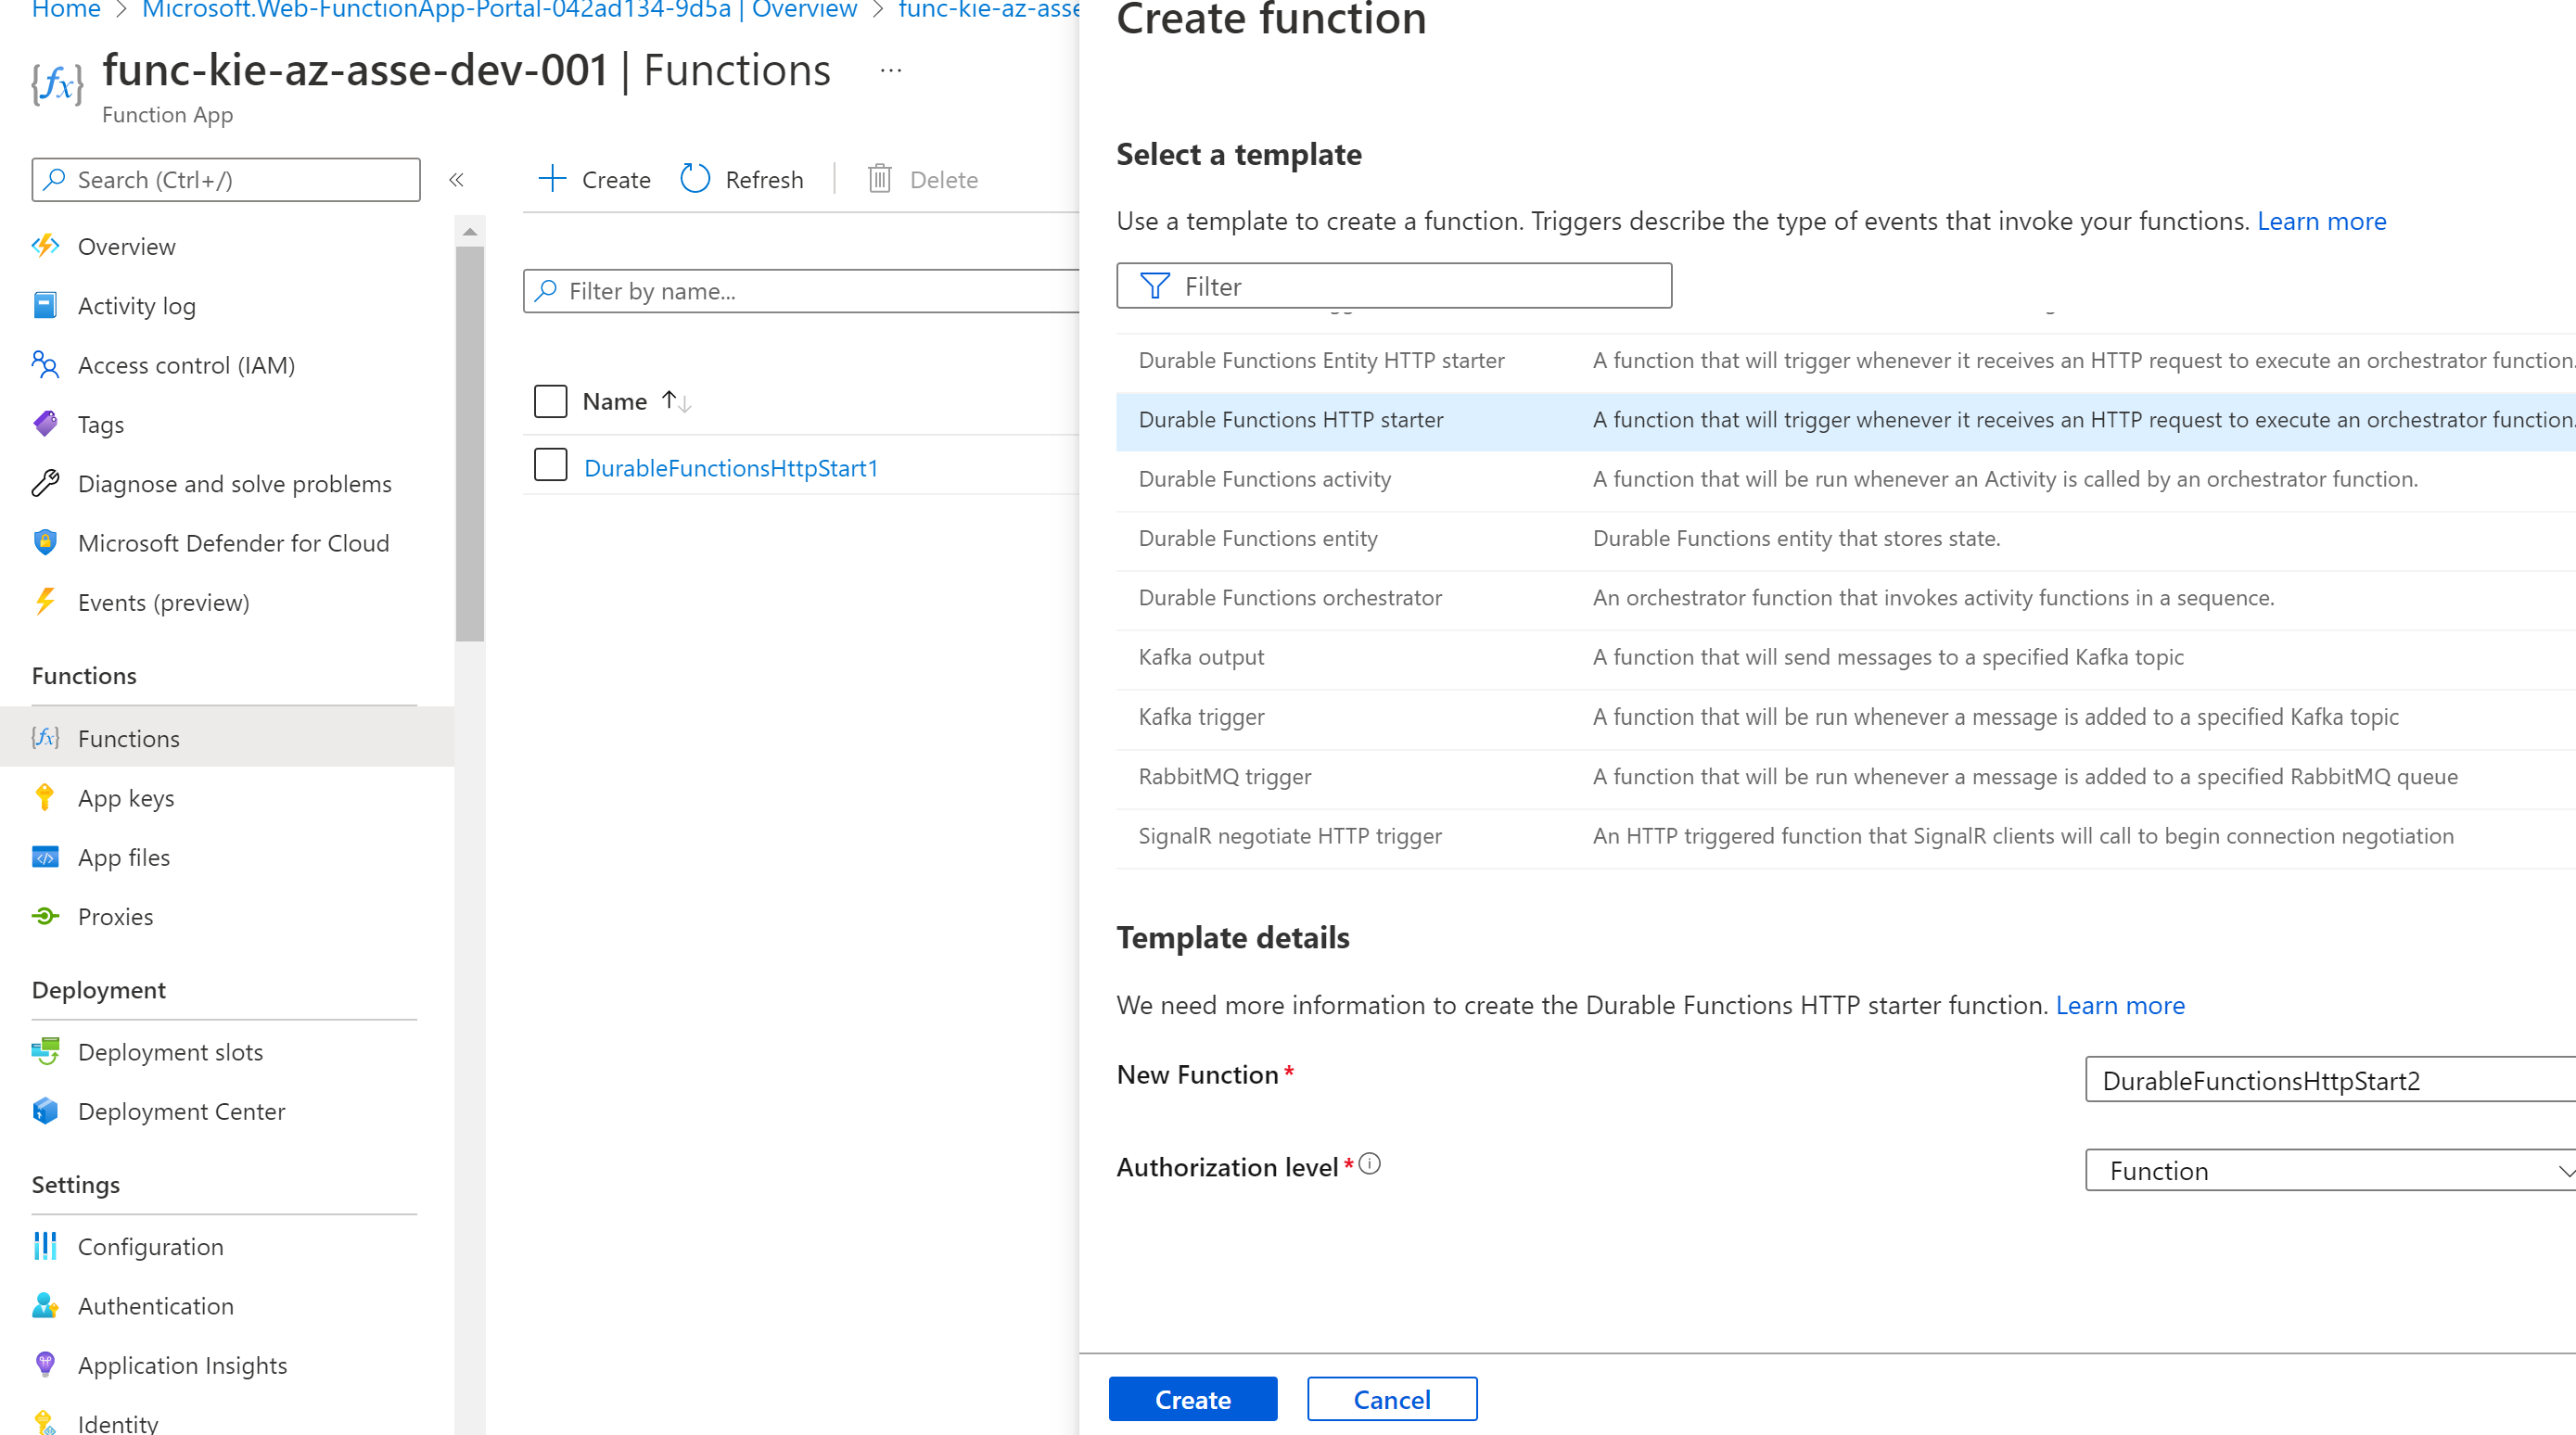 Home > Microsoft.Web-FunctionApp-Portal-042ad134-9d5a | Overview > func-kie-az-asse
func-kie-az-asse-dev-001 | Functions ...
Function App
Search (Ctrl+/)
«
Overview
Activity log
Access control (IAM)
Tags
Diagnose and solve problems
Microsoft Defender for Cloud
Events (preview)
Functions
Functions
App keys
App files
Proxies
Deployment
Deployment slots
Deployment Center
Settings
Configuration
Authentication
Application Insights
Identity
Create Refresh Delete
Filter by name...
Name
DurableFunctionsHttpStart1
Create function
Select a template
Use a template to create a function. Triggers describe the type of events that invoke your functions. Learn more
Filter
Durable Functions Entity HTTP starter A function that will trigger whenever it receives an HTTP request to execute an orchestrator function.
Durable Functions HTTP starter A function that will trigger whenever it receives an HTTP request to execute an orchestrator function.
Durable Functions activity A function that will be run whenever an Activity is called by an orchestrator function.
Durable Functions entity Durable Functions entity that stores state.
Durable Functions orchestrator An orchestrator function that invokes activity functions in a sequence.
Kafka output A function that will send messages to a specified Kafka topic
Kafka trigger A function that will be run whenever a message is added to a specified Kafka topic
RabbitMQ trigger A function that will be run whenever a message is added to a specified RabbitMQ queue
SignalR negotiate HTTP trigger An HTTP triggered function that SignalR clients will call to begin connection negotiation
Template details
We need more information to create the Durable Functions HTTP starter function. Learn more
New Function * DurableFunctionsHttpStart2
Authorization level * Function
Create Cancel